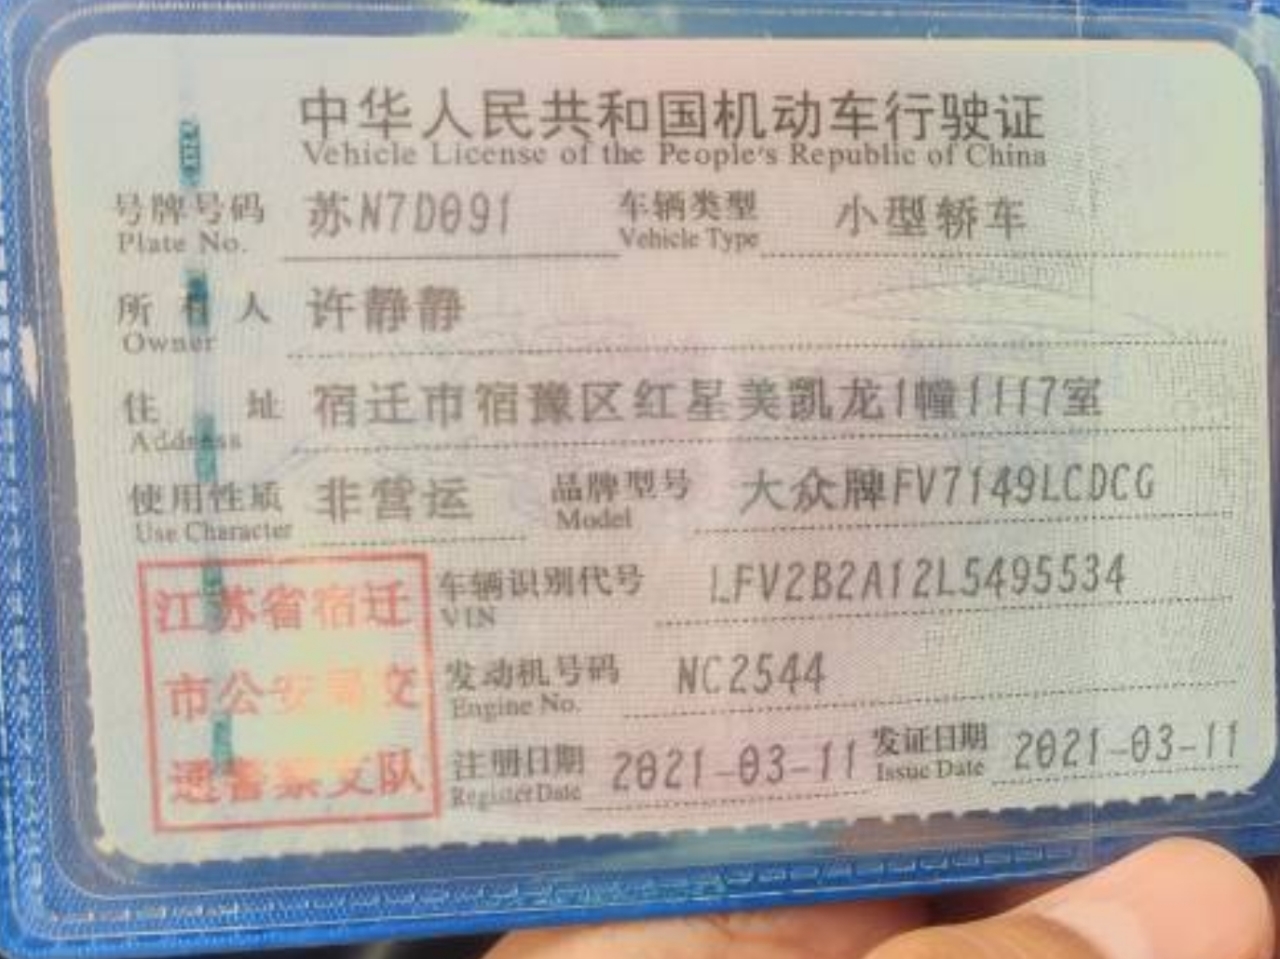 中华人民共和国机动车行驶证
Vehicle License of the People's Republic of China
号牌号码 苏N7D091 车辆类型 小型轿车
Plate No. Vehicle Type
所有人 许静静
Owner
住址 宿迁市宿豫区红星美凯龙1幢1117室
Address
使用性质 非营运 品牌型号 大众牌FV7149LCDCG
Use Character Model
江苏省宿迁
市公安局交
通警察支队
车辆识别代号 LFV2B2A12L5495534
VIN
发动机号码 NC2544
Engine No.
注册日期 2021-03-11 发证日期 2021-03-11
Register Date Issue Date